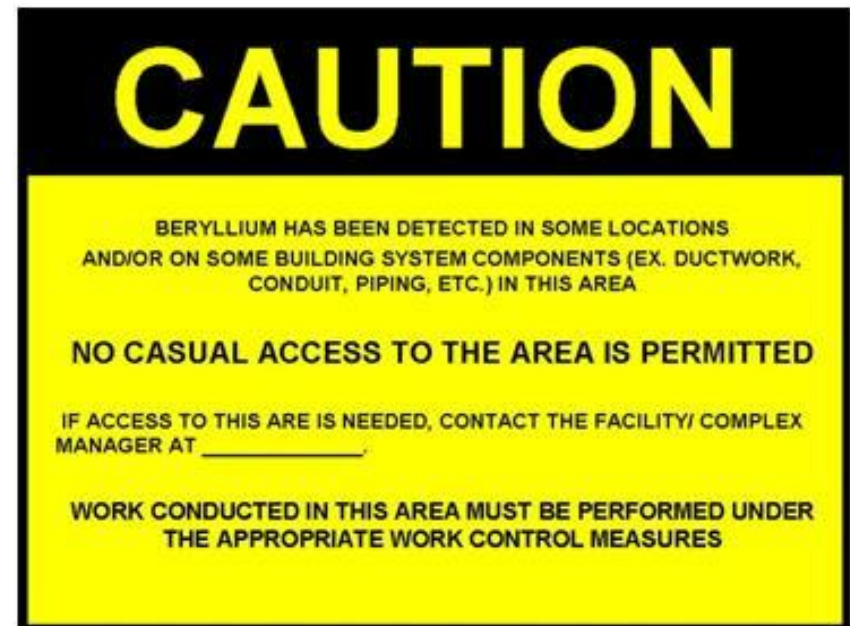 CAUTION
BERYLLIUM HAS BEEN DETECTED IN SOME LOCATIONS
AND/OR ON SOME BUILDING SYSTEM COMPONENTS (EX. DUCTWORK,
CONDUIT, PIPING, ETC.) IN THIS AREA
NO CASUAL ACCESS TO THE AREA IS PERMITTED
IF ACCESS TO THIS ARE IS NEEDED, CONTACT THE FACILITY/ COMPLEX
MANAGER AT ______________.
WORK CONDUCTED IN THIS AREA MUST BE PERFORMED UNDER
THE APPROPRIATE WORK CONTROL MEASURES